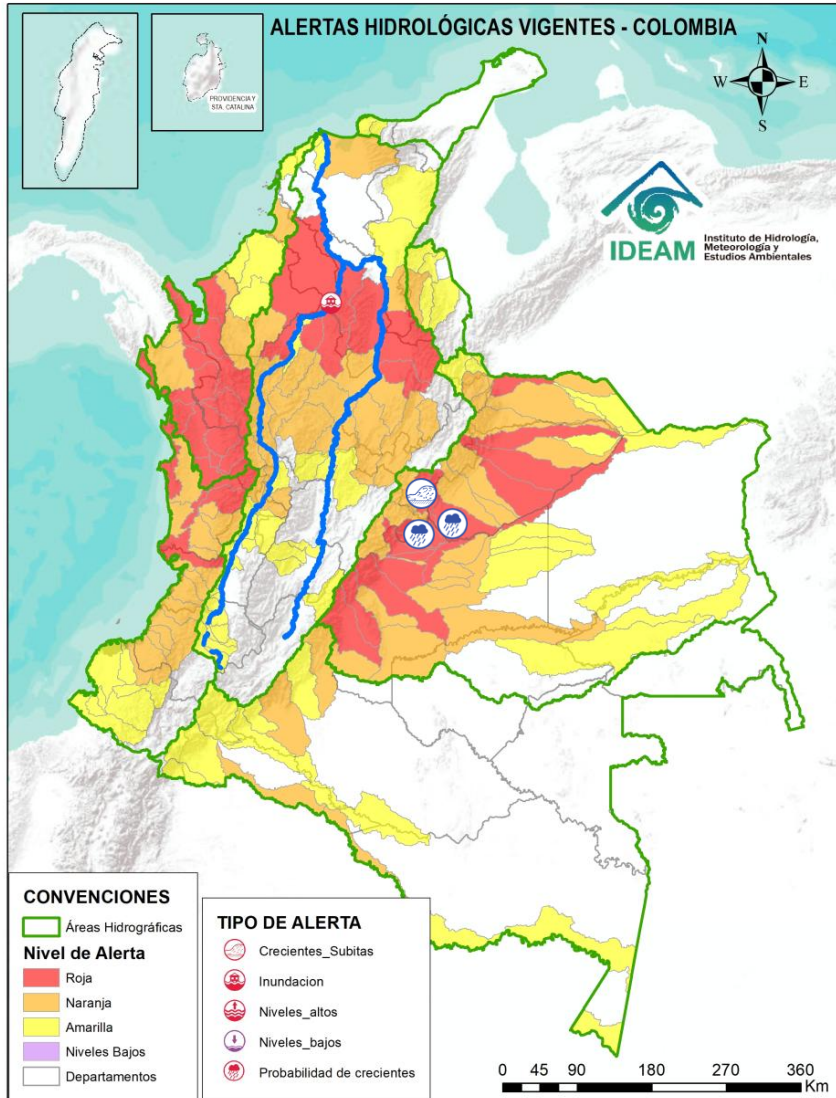 ALERTAS HIDROLÓGICAS VIGENTES - COLOMBIA
PROVIDENCIA Y
STA. CATALINA
N
W
E
S
IDEAM
Instituto de Hidrología,
Meteorología y
Estudios Ambientales
CONVENCIONES
Áreas Hidrográficas
Nivel de Alerta
Roja
Naranja
Amarilla
Niveles Bajos
Departamentos
TIPO DE ALERTA
Crecientes_Subitas
Inundacion
Niveles_altos
Niveles_bajos
Probabilidad de crecientes
0 45 90 180 270 360
Km